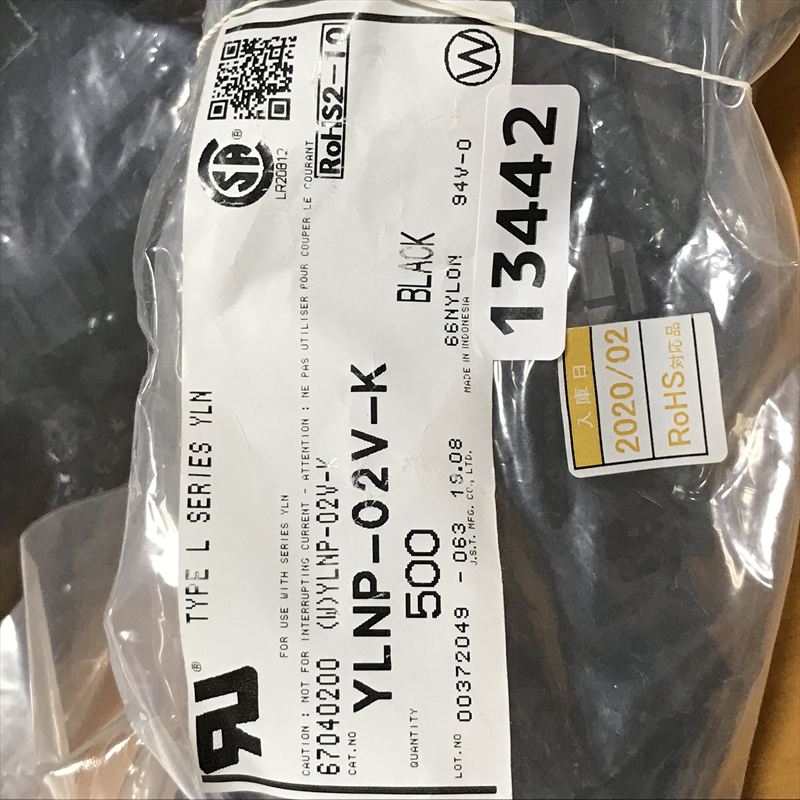 TYPE L SERIES YLN
LR20812
RoHS2-10
W
FOR USE WITH SERIES YLN
CAUTION : NOT FOR INTERRUPTING CURRENT - ATTENTION : NE PAS UTILISER POUR COUPER LE COURANT
67040200 (W)YLNP-02V-K
CAT.NO YLNP-02V-K BLACK
QUANTITY 500
66NYLON 94V-0
MADE IN INDONESIA
LOT.NO 00372049 -063 19.08
J.S.T. MFG. CO., LTD.
13442
入庫日
2020/02
RoHS対応品